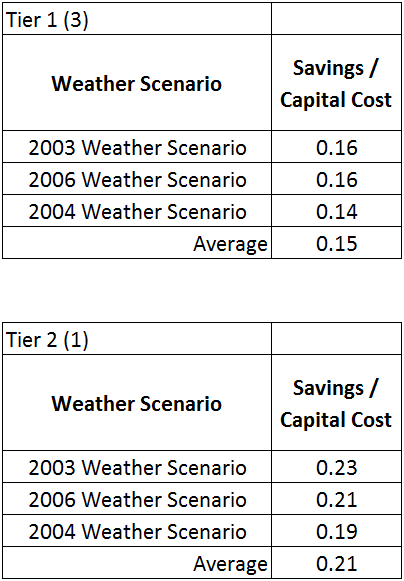 Tier 1 (3)
Weather Scenario
Savings /
Capital Cost
2003 Weather Scenario 0.16
2006 Weather Scenario 0.16
2004 Weather Scenario 0.14
Average 0.15
Tier 2 (1)
Weather Scenario
Savings /
Capital Cost
2003 Weather Scenario 0.23
2006 Weather Scenario 0.21
2004 Weather Scenario 0.19
Average 0.21